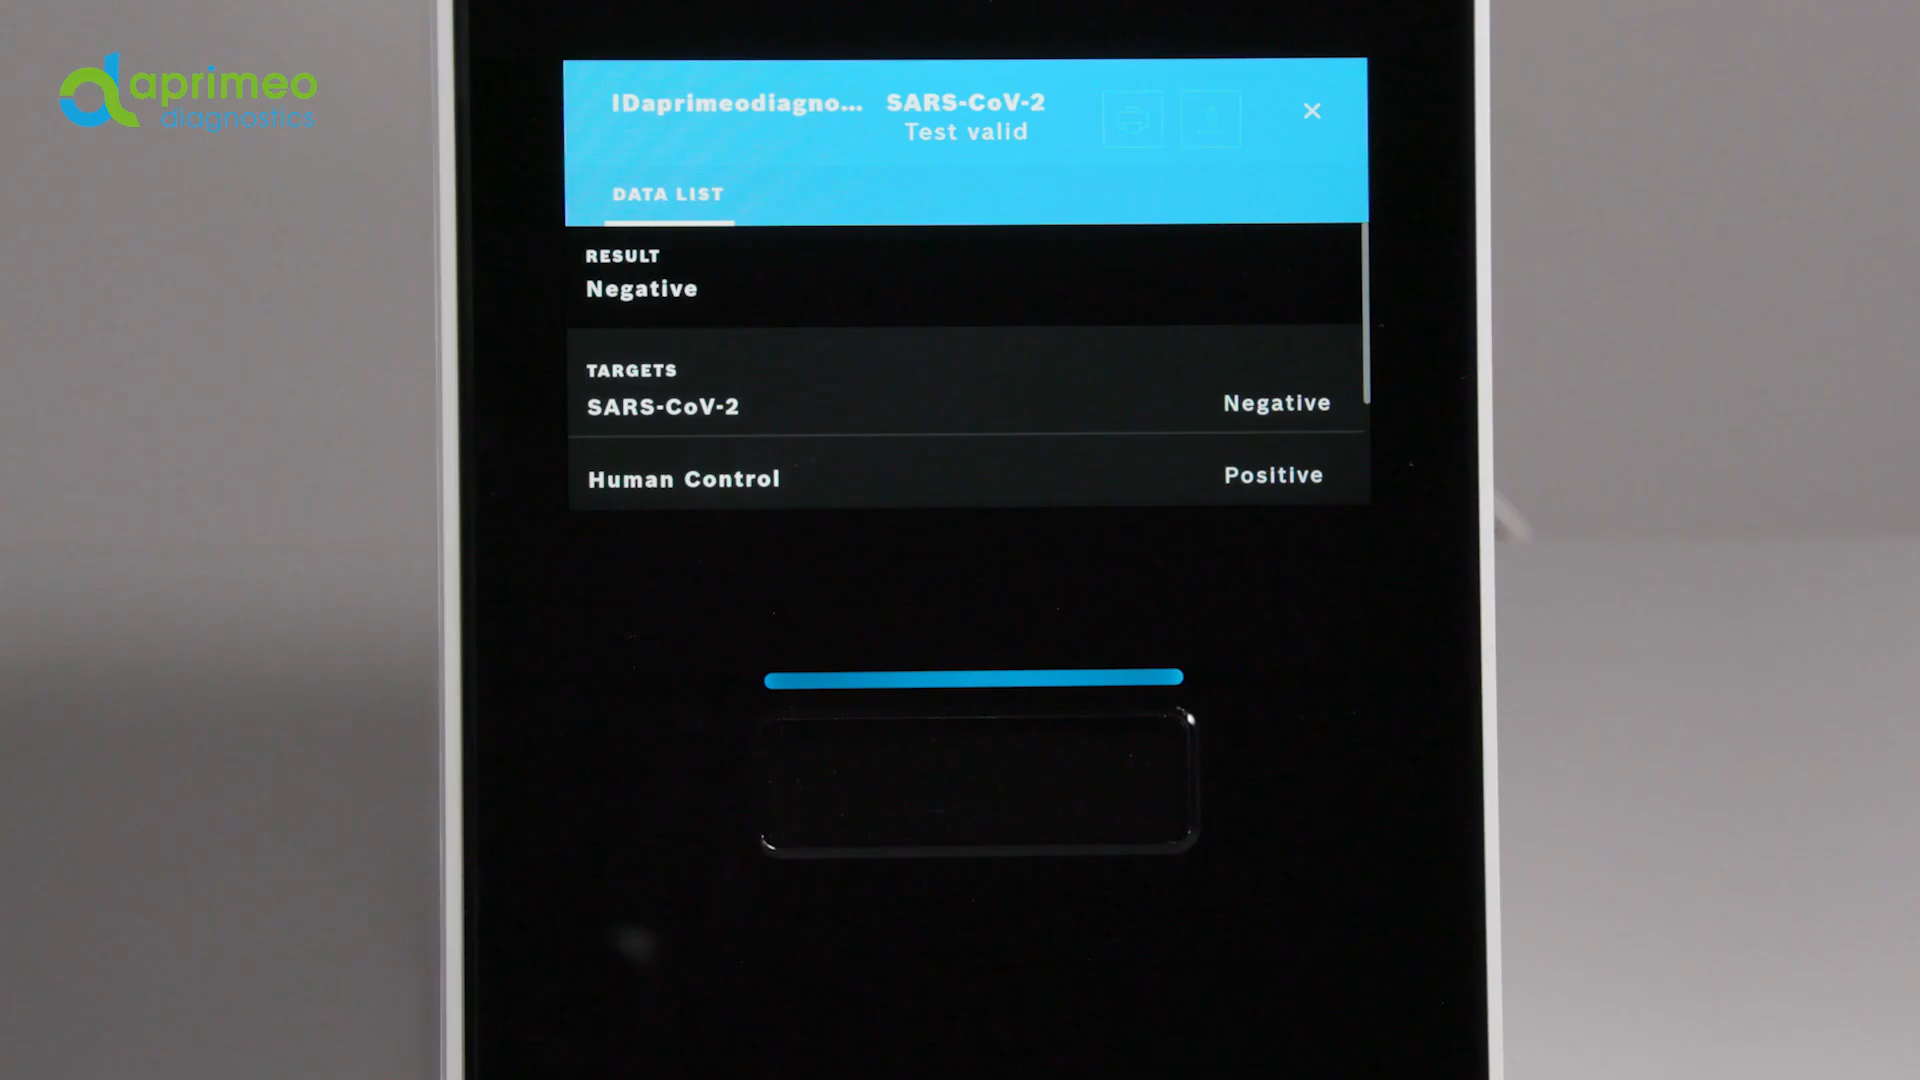 aprimeo
diagnostics
IDaprimeodiagno...
SARS-CoV-2
Test valid
DATA LIST
RESULT
Negative
TARGETS
SARS-CoV-2 Negative
Human Control Positive